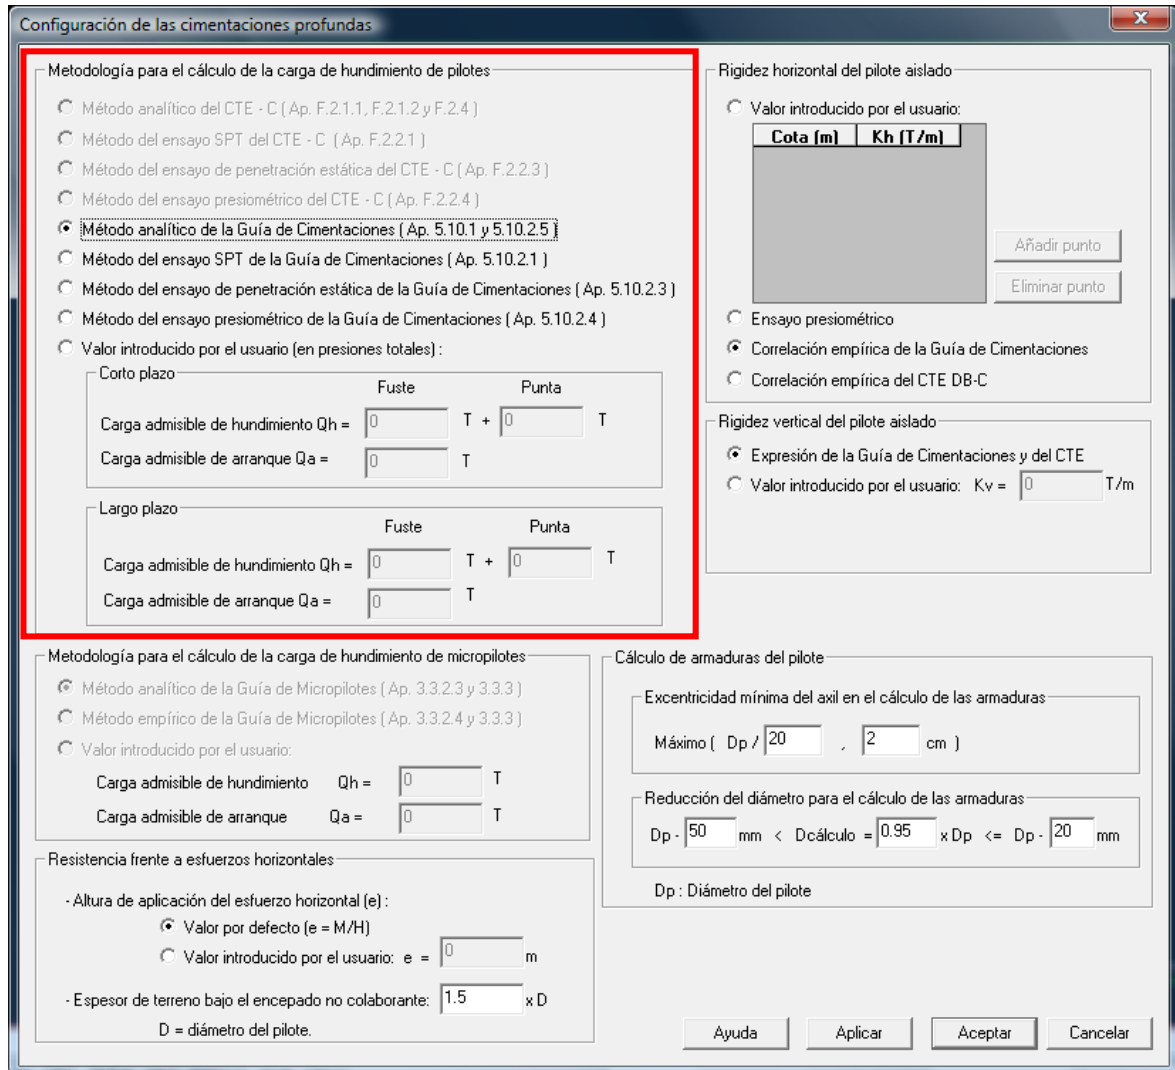 Configuración de las cimentaciones profundas
Metodología para el cálculo de la carga de hundimiento de pilotes
Método analítico del CTE - C ( Ap. F.2.1.1, F.2.1.2 y F.2.4 )
Método del ensayo SPT del CTE - C ( Ap. F.2.2.1 )
Método del ensayo de penetración estática del CTE - C ( Ap. F.2.2.3 )
Método del ensayo presiométrico del CTE - C ( Ap. F.2.2.4 )
Método analítico de la Guía de Cimentaciones ( Ap. 5.10.1 y 5.10.2.5 )
Método del ensayo SPT de la Guía de Cimentaciones ( Ap. 5.10.2.1 )
Método del ensayo de penetración estática de la Guía de Cimentaciones ( Ap. 5.10.2.3 )
Método del ensayo presiométrico de la Guía de Cimentaciones ( Ap. 5.10.2.4 )
Valor introducido por el usuario (en presiones totales) :
Corto plazo
Fuste Punta
Carga admisible de hundimiento Qh = 0 T + 0 T
Carga admisible de arranque Qa = 0 T
Largo plazo
Fuste Punta
Carga admisible de hundimiento Qh = 0 T + 0 T
Carga admisible de arranque Qa = 0 T
Rigidez horizontal del pilote aislado
Valor introducido por el usuario:
Cota (m) Kh (T/m)
Añadir punto
Eliminar punto
Ensayo presiométrico
Correlación empírica de la Guía de Cimentaciones
Correlación empírica del CTE DB-C
Rigidez vertical del pilote aislado
Expresión de la Guía de Cimentaciones y del CTE
Valor introducido por el usuario: Kv = 0 T/m
Metodología para el cálculo de la carga de hundimiento de micropilotes
Método analítico de la Guía de Micropilotes ( Ap. 3.3.2.3 y 3.3.3 )
Método empírico de la Guía de Micropilotes ( Ap. 3.3.2.4 y 3.3.3 )
Valor introducido por el usuario:
Carga admisible de hundimiento Qh = 0 T
Carga admisible de arranque Qa = 0 T
Cálculo de armaduras del pilote
Excentricidad mínima del axil en el cálculo de las armaduras
Máximo ( Dp / 20 , 2 cm )
Reducción del diámetro para el cálculo de las armaduras
Dp - 50 mm < Dcálculo = 0.95 x Dp <= Dp - 20 mm
Dp : Diámetro del pilote
Resistencia frente a esfuerzos horizontales
- Altura de aplicación del esfuerzo horizontal (e) :
Valor por defecto (e = M/H)
Valor introducido por el usuario: e = 0 m
- Espesor de terreno bajo el encepado no colaborante: 1.5 x D
D = diámetro del pilote.
Ayuda Aplicar Aceptar Cancelar